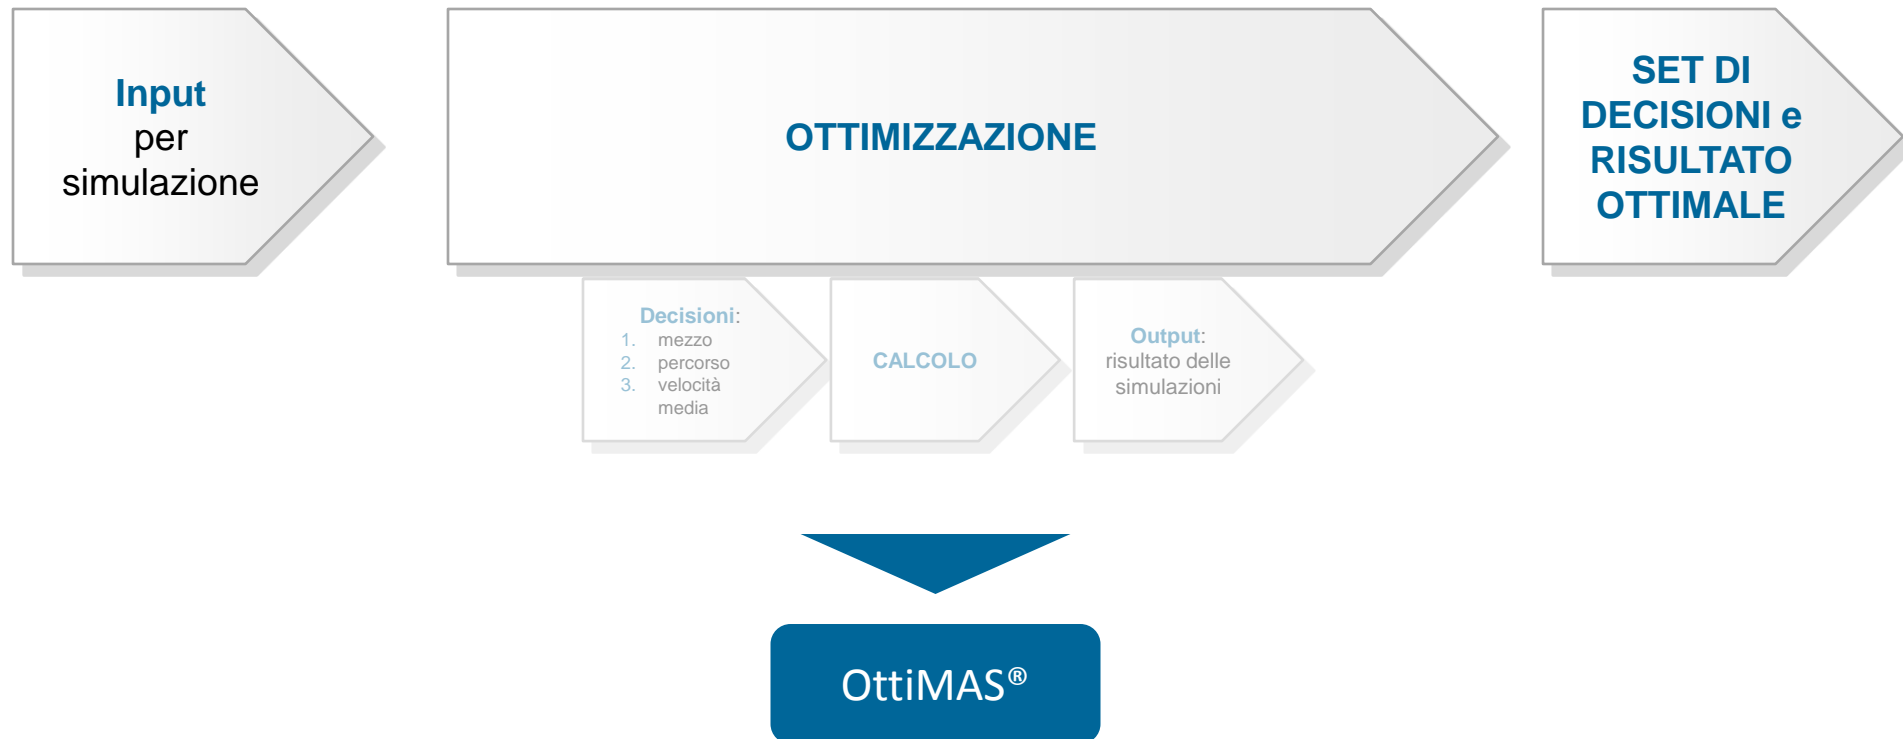 Input
per
simulazione
OTTIMIZZAZIONE
SET DI
DECISIONI e
RISULTATO
OTTIMALE
Decisioni:
1. mezzo
2. percorso
3. velocità
media
CALCOLO
Output:
risultato delle
simulazioni
OttiMAS®